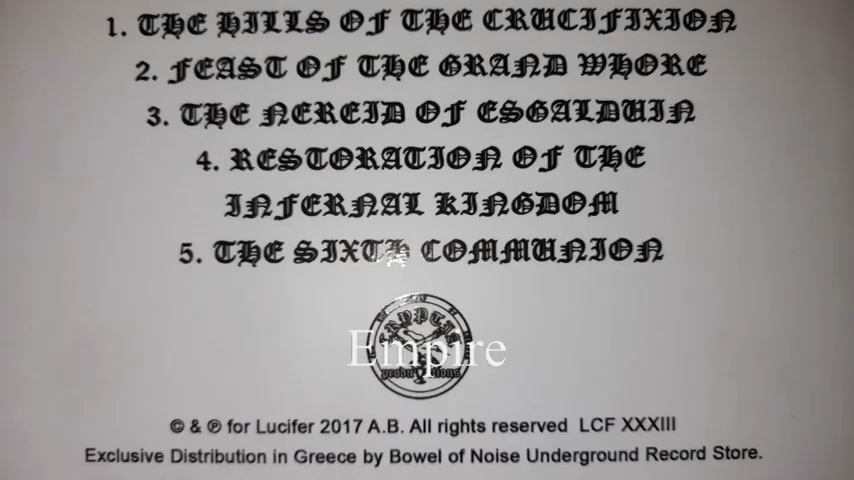 1. THE HILLS OF THE CRUCIFIXION
2. FEAST OF THE GRAND WHORE
3. THE NEREID OF ESGALDUIN
4. RESTORATION OF THE
INFERNAL KINGDOM
5. THE SIXTH COMMUNION
Empire
© & ℗ for Lucifer 2017 A.B. All rights reserved LCF XXXIII
Exclusive Distribution in Greece by Bowel of Noise Underground Record Store.